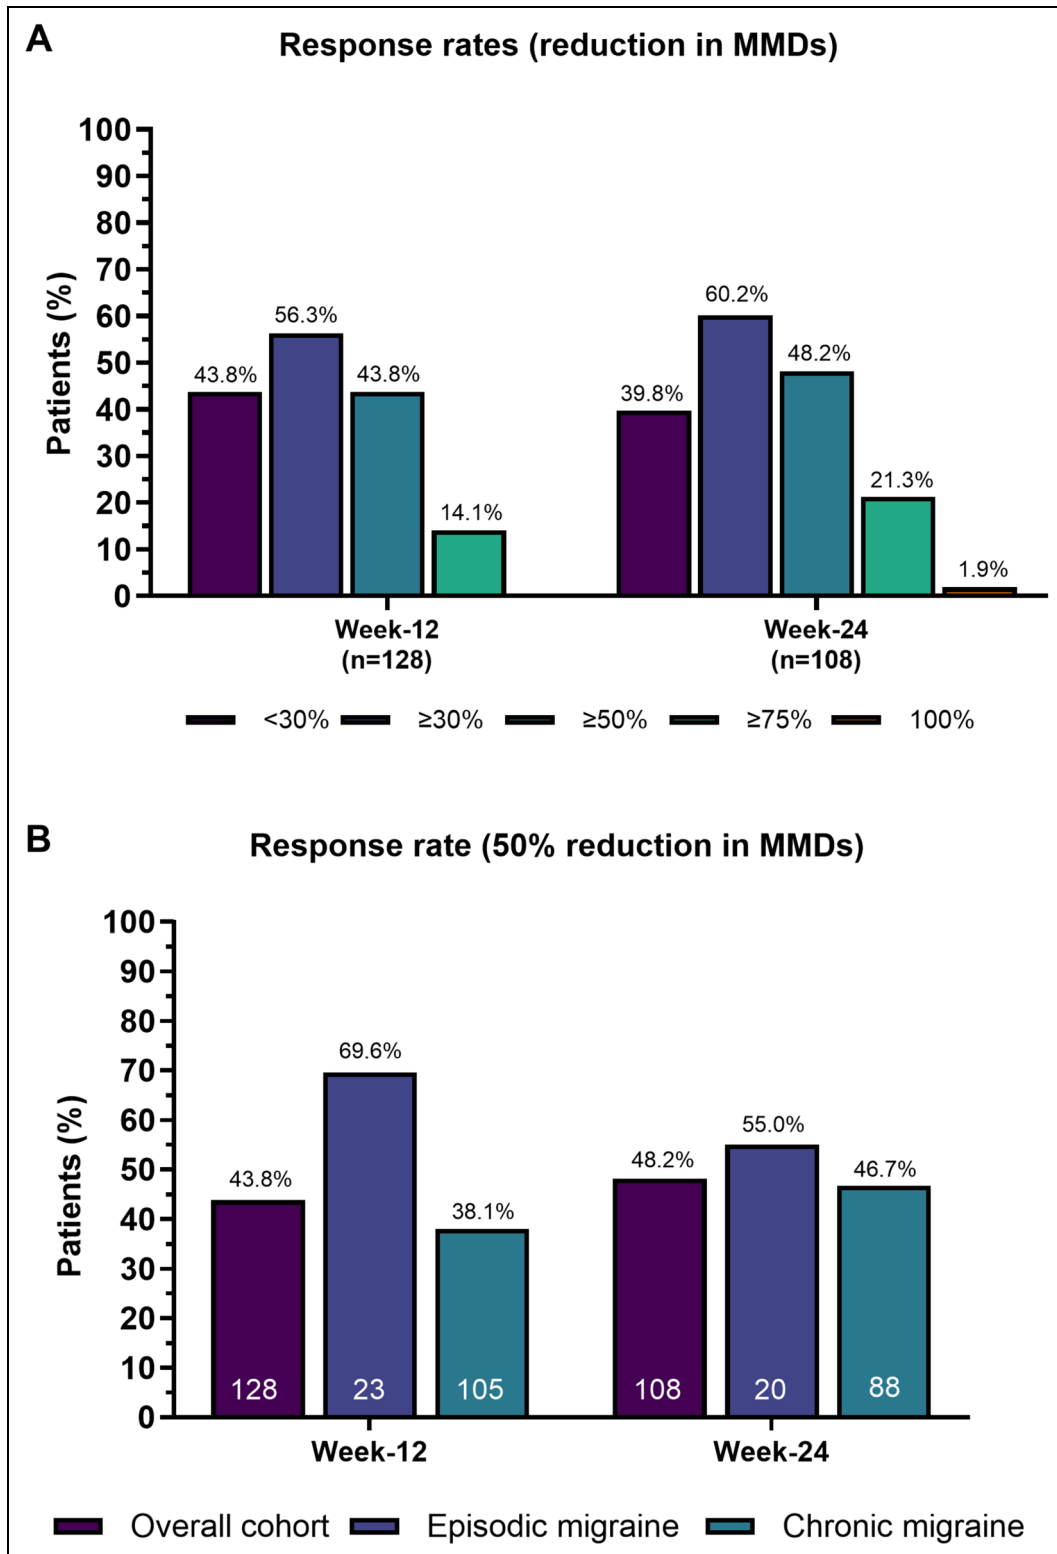 A
Response rates (reduction in MMDs)
Patients (%)
100
90
80
70
60
50
40
30
20
10
0
43.8%
56.3%
43.8%
14.1%
39.8%
60.2%
48.2%
21.3%
1.9%
Week-12
(n=128)
Week-24
(n=108)
<30% ≥30% ≥50% ≥75% 100%
B
Response rate (50% reduction in MMDs)
Patients (%)
100
90
80
70
60
50
40
30
20
10
0
43.8%
69.6%
38.1%
48.2%
55.0%
46.7%
128 23 105 108 20 88
Week-12 Week-24
Overall cohort Episodic migraine Chronic migraine